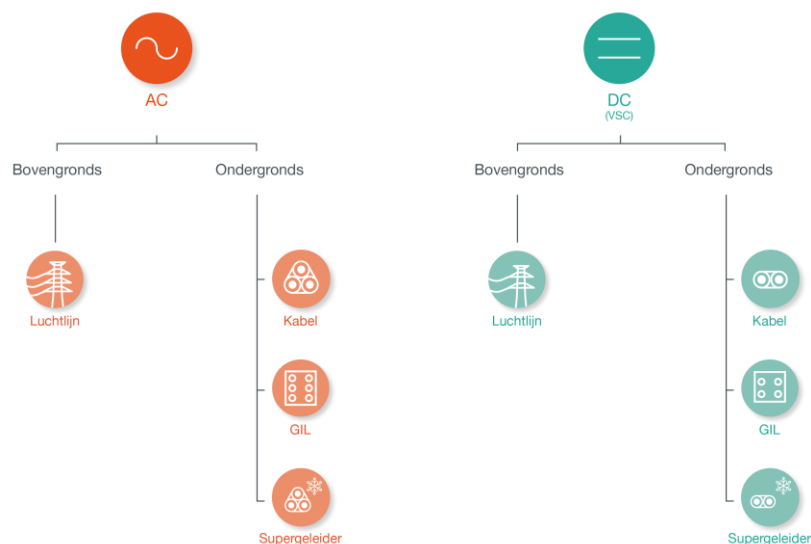 AC
DC
(VSC)
Bovengronds
Ondergronds
Bovengronds
Ondergronds
Luchtlijn
Kabel
Luchtlijn
Kabel
GIL
GIL
Supergeleider
Supergeleider